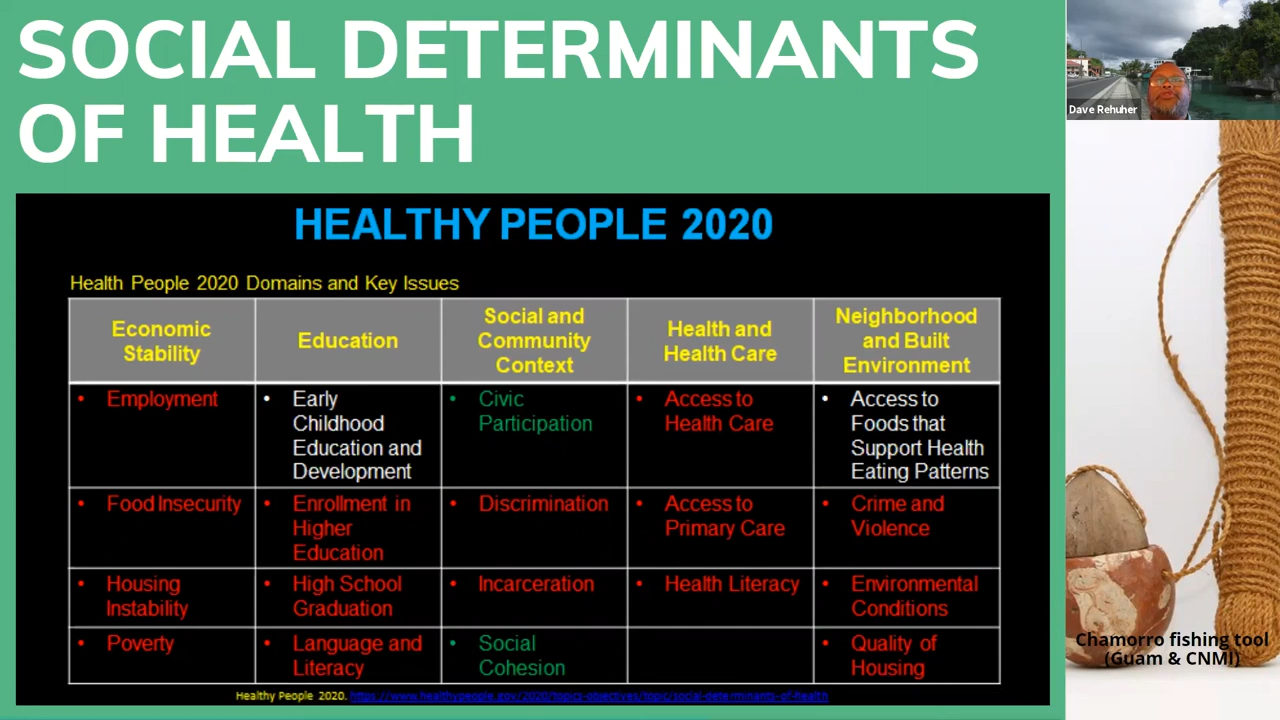 SOCIAL DETERMINANTS
OF HEALTH
Dave Rehuher
HEALTHY PEOPLE 2020
Health People 2020 Domains and Key Issues
Economic
Stability
Education
Social and
Community
Context
Health and
Health Care
Neighborhood
and Built
Environment
• Employment
• Early
Childhood
Education and
Development
• Civic
Participation
• Access to
Health Care
• Access to
Foods that
Support Health
Eating Patterns
• Food Insecurity
• Enrollment in
Higher
Education
• Discrimination
• Access to
Primary Care
• Crime and
Violence
• Housing
Instability
• High School
Graduation
• Incarceration
• Health Literacy
• Environmental
Conditions
• Poverty
• Language and
Literacy
• Social
Cohesion
• Quality of
Housing
Healthy People 2020. https://www.healthypeople.gov/2020/topics-objectives/topic/social-determinants-of-health
Chamorro fishing tool
(Guam & CNMI)